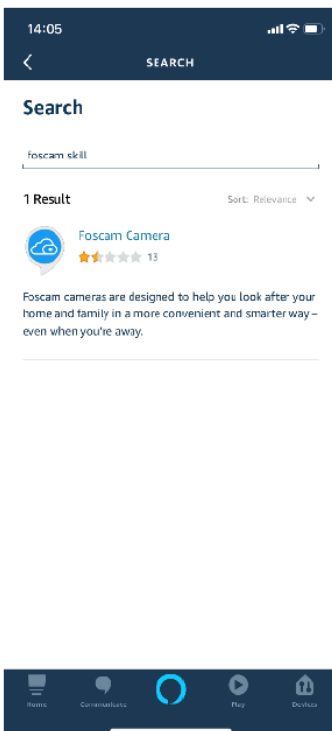 14:05
SEARCH
Search
foscam skill
1 Result
Sort: Relevance
Foscam Camera
13
Foscam cameras are designed to help you look after your
home and family in a more convenient and smarter way –
even when you're away.
Home Communicate Play Devices